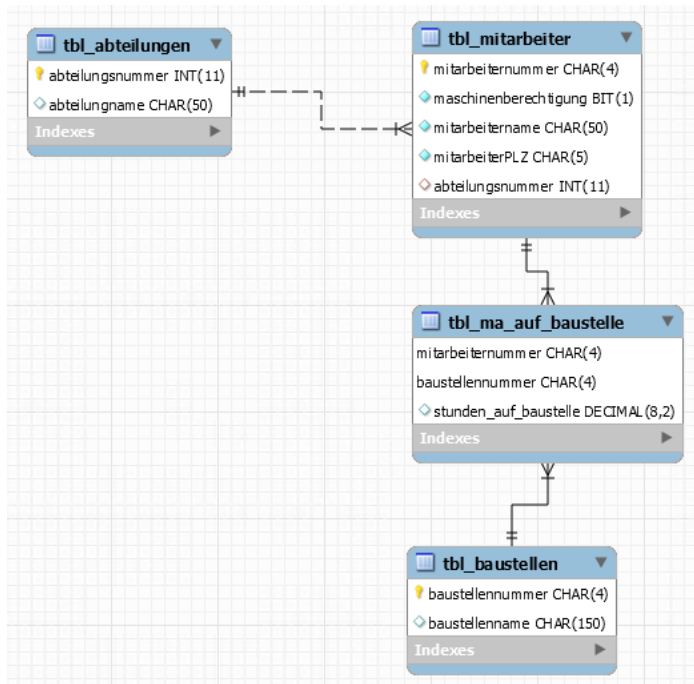 tbl_abteilungen
abteilungsnummer INT(11)
abteilungname CHAR(50)
Indexes
tbl_mitarbeiter
mitarbeiternummer CHAR(4)
maschinenberechtigung BIT(1)
mitarbeitername CHAR(50)
mitarbeiterPLZ CHAR(5)
abteilungsnummer INT(11)
Indexes
tbl_ma_auf_baustelle
mitarbeiternummer CHAR(4)
baustellennummer CHAR(4)
stunden_auf_baustelle DECIMAL(8,2)
Indexes
tbl_baustellen
baustellennummer CHAR(4)
baustellenname CHAR(150)
Indexes